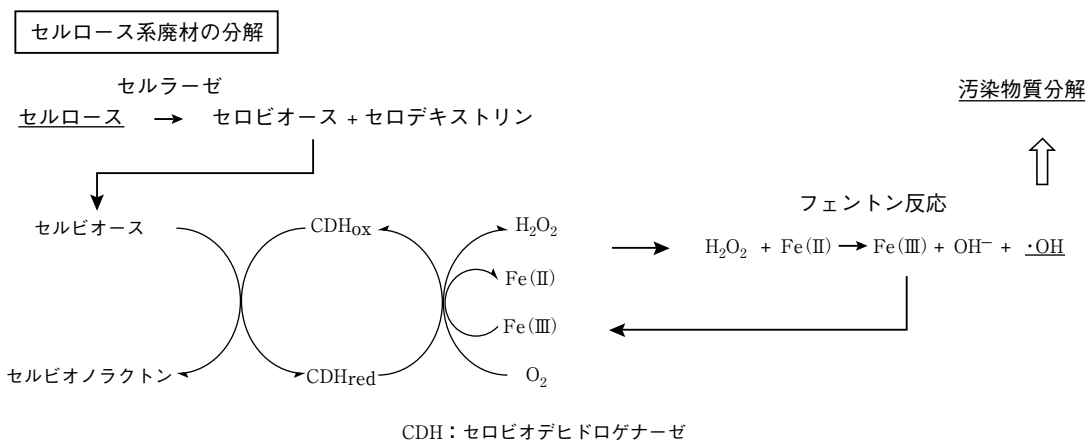 セルロース系廃材の分解
セルラーゼ
セルロース → セロビオース + セロデキストリン
汚染物質分解
フェントン反応
セルビオース
CDHox
H₂O₂
H₂O₂ + Fe(Ⅱ) → Fe(Ⅲ) + OH⁻ + ·OH
Fe(Ⅱ)
Fe(Ⅲ)
セルビオノラクトン
CDHred
O₂
CDH：セロビオデヒドロゲナーゼ